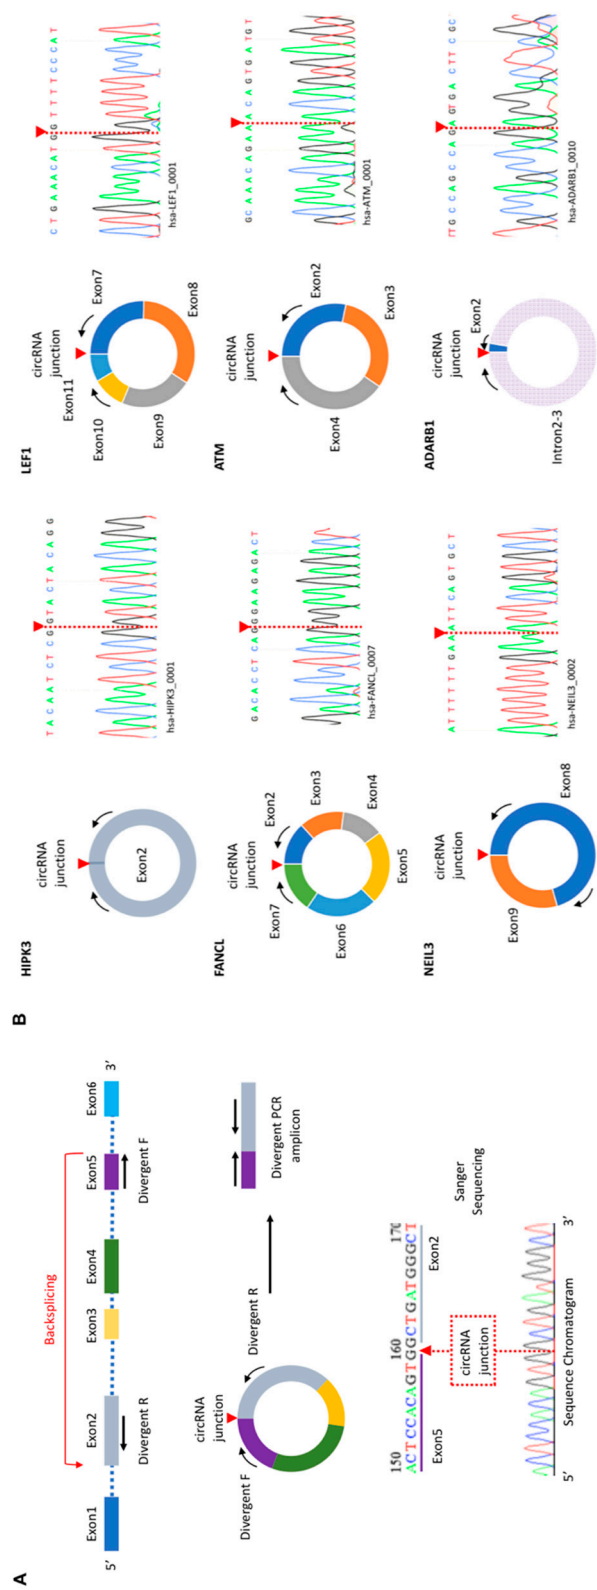 A
Backsplicing
5’
Exon1
Exon2
Exon3
Exon4
Exon5
Exon6
3’
Divergent R
Divergent F
circRNA
junction
Divergent F
Divergent R
Divergent PCR
amplicon
150
160
170
ACTCCACAGTGGCTGATGGGCT
Exon5
Exon2
circRNA
junction
Sanger
Sequencing
5’
Sequence Chromatogram
3’
B
HIPK3
circRNA
junction
Exon2
T A C A A T C T C G G T A C T A C A G G
hsa-HIPK3_0001
LEF1
circRNA
junction
Exon11
Exon10
Exon9
Exon7
Exon8
C T G A A A C A T G G T T T T C C C A T
hsa-LEF1_0001
FANCL
circRNA
junction
Exon7
Exon2
Exon3
Exon4
Exon5
Exon6
G A C A C C T C A G G G A A G A G A C T
hsa-FANCL_0007
ATM
circRNA
junction
Exon2
Exon3
Exon4
G C A A A C A G A A C A G T G A T G T
hsa-ATM_0001
NEIL3
circRNA
junction
Exon9
Exon8
A T T T T T G A A A T T C A G T G C T
hsa-NEIL3_0002
ADARB1
circRNA
junction
Exon2
Intron2-3
hsa-ADARB1_0010